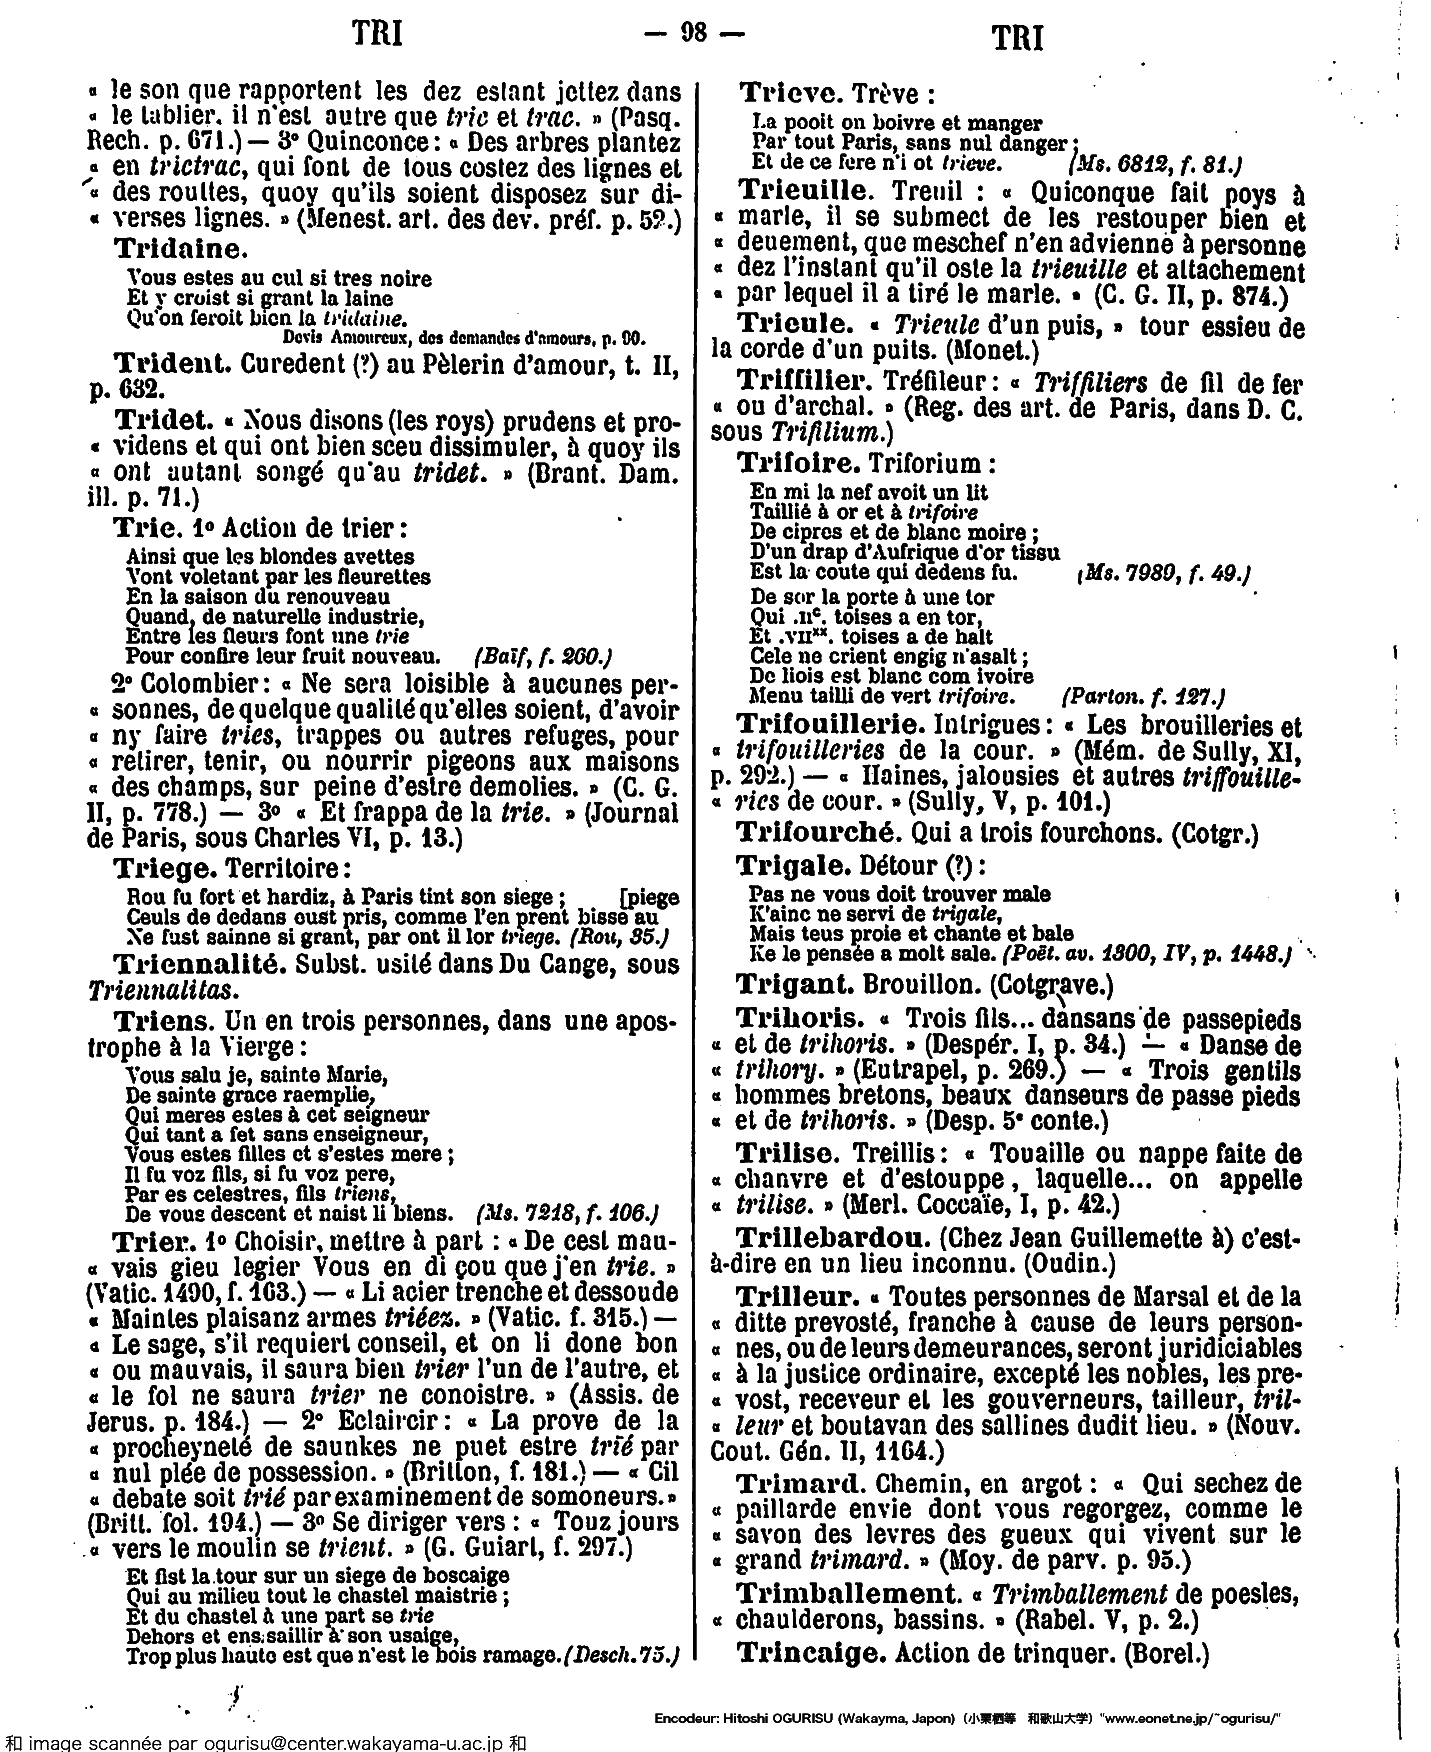 TRI — 98 — TRI
« le son que rapportent les dez estant jettez dans
« le tablier, il n'est autre que tric et trac. » (Pasq.
Rech. p. 671.) — 3º Quinconce : « Des arbres plantez
« en trictrac, qui font de tous costez des lignes et
« des routtes, quoy qu'ils soient disposez sur di-
« verses lignes. » (Menest. art. des dev. préf. p. 52.)
Tridaine.
Vous estes au cul si tres noire
Et y croist si grant la laine
Qu'on feroit bien la tridaine.
Devis Amoureux, des demandes d'amours, p. 90.
Trident. Curedent (?) au Pèlerin d'amour, t. II,
p. 632.
Tridet. « Nous disons (les roys) prudens et pro-
« videns et qui ont bien sceu dissimuler, à quoy ils
« ont autant songé qu'au tridet. » (Brant. Dam.
ill. p. 71.)
Trie. 1º Action de trier :
Ainsi que les blondes avettes
Vont voletant par les fleurettes
En la saison du renouveau
Quand, de naturelle industrie,
Entre les fleurs font une trie
Pour confire leur fruit nouveau. (Baïf, f. 260.)
2º Colombier : « Ne sera loisible à aucunes per-
« sonnes, de quelque qualité qu'elles soient, d'avoir
« ny faire tries, trappes ou autres refuges, pour
« retirer, tenir, ou nourrir pigeons aux maisons
« des champs, sur peine d'estre demolies. » (C. G.
II, p. 778.) — 3º « Et frappa de la trie. » (Journal
de Paris, sous Charles VI, p. 13.)
Triege. Territoire :
Rou fu fort et hardiz, à Paris tint son siege ; [piege
Ceuls de dedans eust pris, comme l'en prent bisse au
Ne fust sainne si grant, par ont il lor triege. (Rou, 35.)
Triennalité. Subst. usité dans Du Cange, sous
Triennalitas.
Triens. Un en trois personnes, dans une apos-
trophe à la Vierge :
Vous salu je, sainte Marie,
De sainte grace raemplie,
Qui meres estes à cet seigneur
Qui tant a fet sans enseigneur,
Vous estes filles et s'estes mere ;
Il fu voz fils, si fu voz pere,
Par es celestres, fils triens,
De vous descent et naist li biens. (Ms. 7218, f. 106.)
Trier. 1º Choisir, mettre à part : « De cest mau-
« vais gieu legier Vous en di çou que j'en trie. »
(Vatic. 1490, f. 163.) — « Li acier trenche et dessoude
« Maintes plaisanz armes triéez. » (Vatic. f. 315.) —
« Le sage, s'il requiert conseil, et on li done bon
« ou mauvais, il saura bien trier l'un de l'autre, et
« le fol ne saura trier ne conoistre. » (Assis. de
Jerus. p. 184.) — 2º Eclaircir : « La prove de la
« procheyneté de saunkes ne puet estre trié par
« nul plée de possession. » (Britton, f. 181.) — « Cil
« debate soit trié par examinement de somoneurs. »
(Britt. fol. 194.) — 3º Se diriger vers : « Touz jours
« vers le moulin se trient. » (G. Guiart, f. 297.)
Et fist la tour sur un siege de boscaige
Qui au milieu tout le chastel maistrie ;
Et du chastel à une part se trie
Dehors et ens saillir à son usaige,
Trop plus haute est que n'est le bois ramage. (Desch. 75.)
Trieve. Trève :
La pooit on boivre et manger
Par tout Paris, sans nul danger ;
Et de ce fere n'i ot trieve. (Ms. 6812, f. 81.)
Trieuille. Treuil : « Quiconque fait poys à
« marle, il se submect de les restouper bien et
« deuement, que meschef n'en advienne à personne
« dez l'instant qu'il oste la trieuille et attachement
« par lequel il a tiré le marle. » (C. G. II, p. 874.)
Trieule. « Trieule d'un puis, » tour essieu de
la corde d'un puits. (Monet.)
Triffilier. Tréfileur : « Triffiliers de fil de fer
« ou d'archal. » (Reg. des art. de Paris, dans D. C.
sous Trifilium.)
Trifoire. Triforium :
En mi la nef avoit un lit
Taillié à or et à trifoire
De cipres et de blanc moire ;
D'un drap d'Aufrique d'or tissu
Est la coute qui dedens fu. (Ms. 7989, f. 49.)
De sor la porte à une tor
Qui .IIᶜ. toises a en tor,
Et .VIIˣˣ. toises a de halt
Cele ne crient engig n'asalt ;
De liois est blanc com ivoire
Menu tailli de vert trifoire. (Parton. f. 127.)
Trifouillerie. Intrigues : « Les brouilleries et
« trifouilleries de la cour. » (Mém. de Sully, XI,
p. 292.) — « Haines, jalousies et autres triffouille-
« ries de cour. » (Sully, V, p. 101.)
Trifourché. Qui a trois fourchons. (Cotgr.)
Trigale. Détour (?) :
Pas ne vous doit trouver male
K'ainc ne servi de trigale,
Mais teus proie et chante et bale
Ke le pensée a molt sale. (Poët. av. 1300, IV, p. 1448.)
Trigant. Brouillon. (Cotgrave.)
Trihoris. « Trois fils... dansans de passepieds
« et de trihoris. » (Despér. I, p. 34.) — « Danse de
« trihory. » (Eutrapel, p. 269.) — « Trois gentils
« hommes bretons, beaux danseurs de passe pieds
« et de trihoris. » (Desp. 5ᵉ conte.)
Trilise. Treillis : « Touaille ou nappe faite de
« chanvre et d'estouppe, laquelle... on appelle
« trilise. » (Merl. Coccaïe, I, p. 42.)
Trillebardou. (Chez Jean Guillemette à) c'est-
à-dire en un lieu inconnu. (Oudin.)
Trilleur. « Toutes personnes de Marsal et de la
« ditte prevosté, franche à cause de leurs person-
« nes, ou de leurs demeurances, seront juridiciables
« à la justice ordinaire, excepté les nobles, les pre-
« vost, receveur et les gouverneurs, tailleur, tril-
« leur et boutavan des sallines dudit lieu. » (Nouv.
Cout. Gén. II, 1164.)
Trimard. Chemin, en argot : « Qui sechez de
« paillarde envie dont vous regorgez, comme le
« savon des levres des gueux qui vivent sur le
« grand trimard. » (Moy. de parv. p. 95.)
Trimballement. « Trimballement de poesles,
« chaulderons, bassins. » (Rabel. V, p. 2.)
Trincaige. Action de trinquer. (Borel.)
Encodeur: Hitoshi OGURISU (Wakayma, Japon) (小栗栖等 和歌山大学) "www.eonet.ne.jp/~ogurisu/"
和 image scannée par ogurisu@center.wakayama-u.ac.jp 和